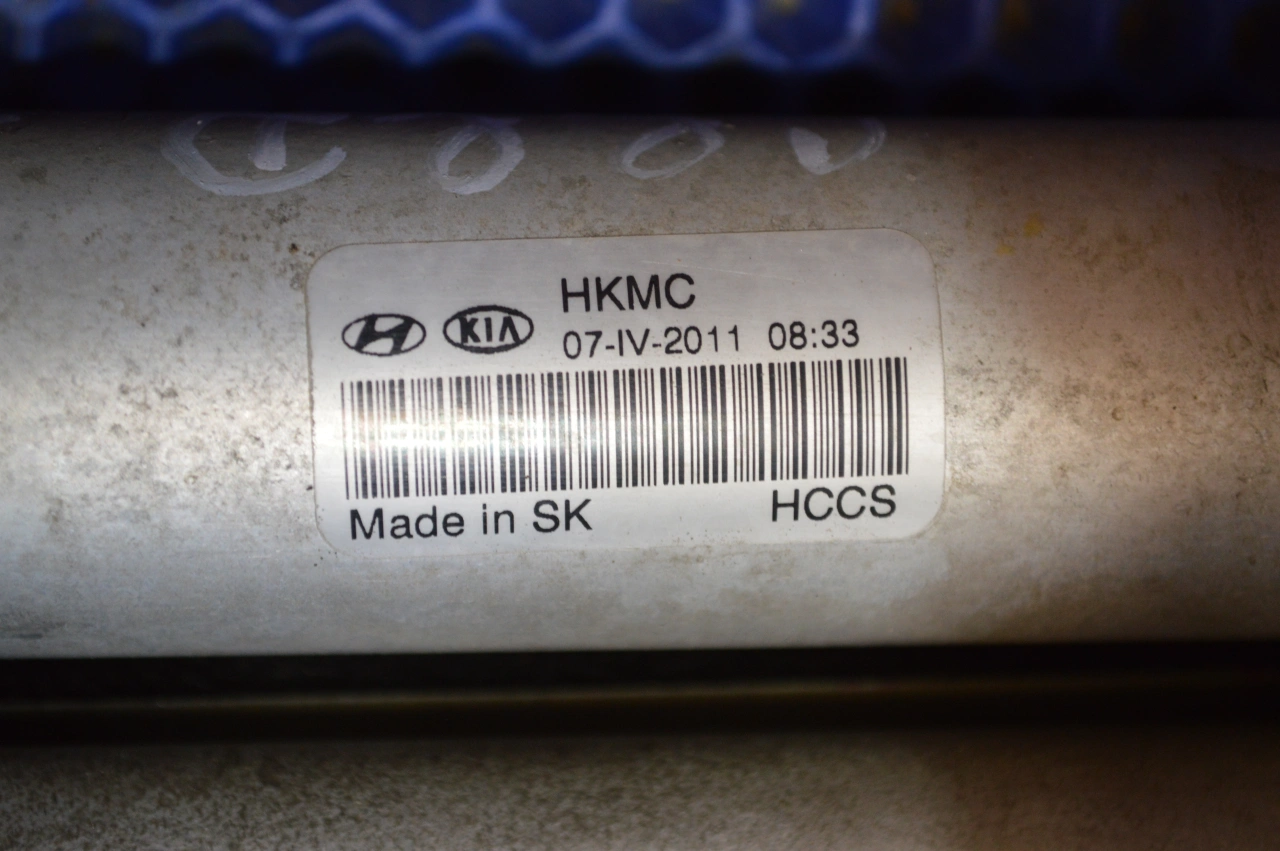 HKMC
KIA 07-IV-2011 08:33
Made in SK HCCS